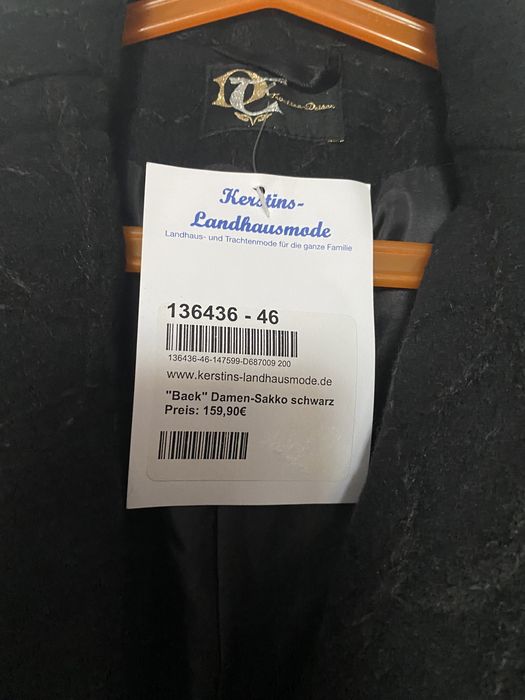 Kerstins-
Landhausmode
Landhaus- und Trachtenmode für die ganze Familie
136436 - 46
136436-46-147599-D687009 200
www.kerstins-landhausmode.de
"Baek" Damen-Sakko schwarz
Preis: 159,90€